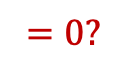 = 0?